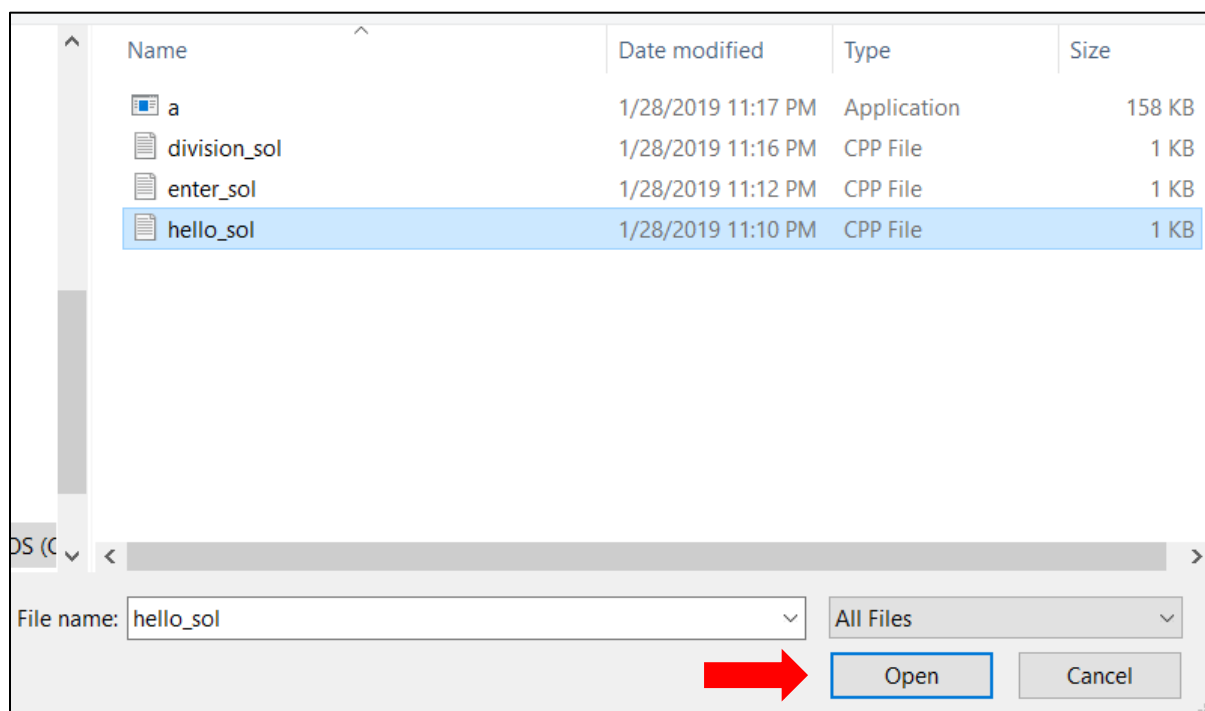 Name Date modified Type Size
a 1/28/2019 11:17 PM Application 158 KB
division_sol 1/28/2019 11:16 PM CPP File 1 KB
enter_sol 1/28/2019 11:12 PM CPP File 1 KB
hello_sol 1/28/2019 11:10 PM CPP File 1 KB
OS (C
File name: hello_sol All Files
Open Cancel